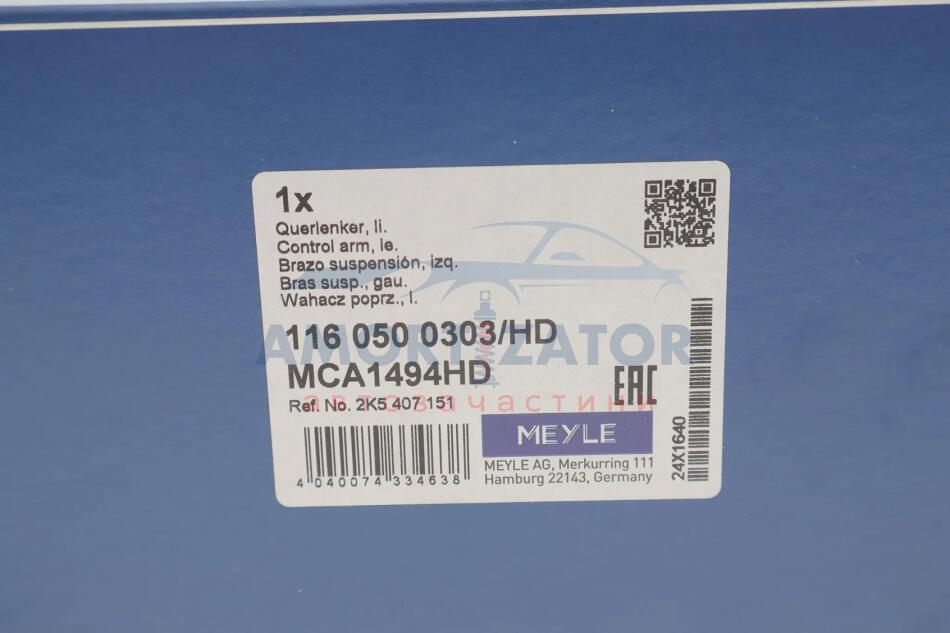 1x
Querlenker, li.
Control arm, le.
Brazo suspensión, izq.
Bras susp., gau.
Wahacz poprz., l.
116 050 0303/HD
AMORTIZATOR
MCA1494HD
EAC
автозапчастини
Ref. No. 2K5 407 151
MEYLE
MEYLE AG, Merkurring 111
Hamburg 22143, Germany
4 040074 334638
24X1640